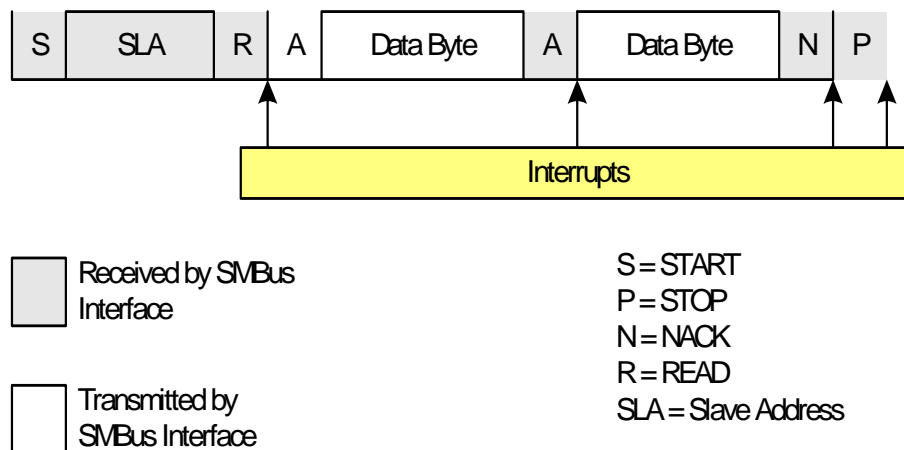 S SLA R A Data Byte A Data Byte N P
Interrupts
Received by SMBus
Interface
Transmitted by
SMBus Interface
S = START
P = STOP
N = NACK
R = READ
SLA = Slave Address